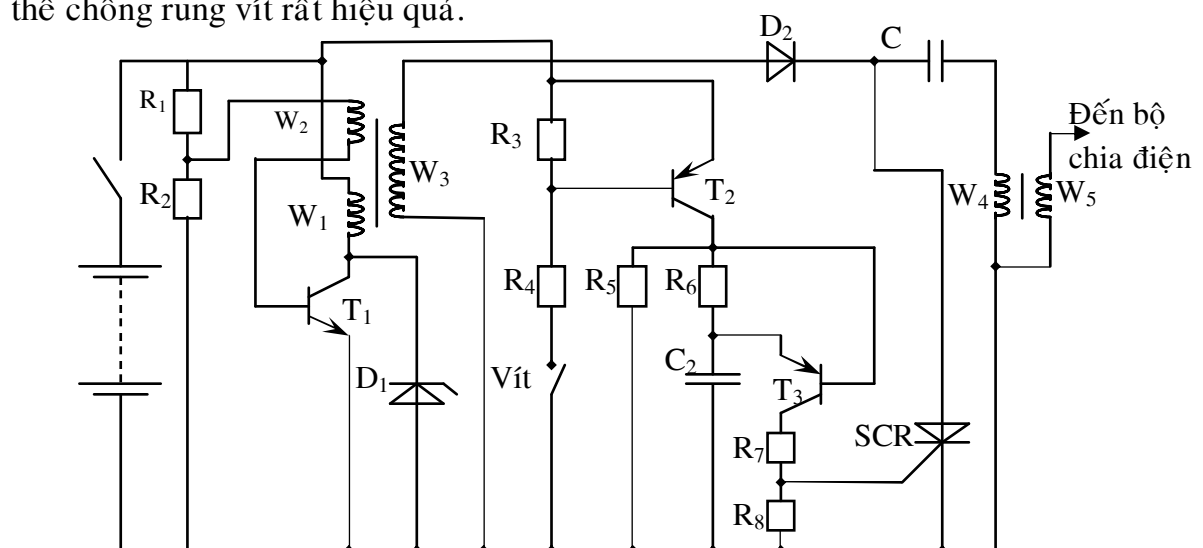 thể chống rung vít rất hiệu quả.
D₂
C
R₁
W₂
R₃
W₃
T₂
Đến bộ
chia điện
R₂
W₁
W₄
W₅
R₄
R₅
R₆
T₁
D₁
Vít
C₂
T₃
SCR
R₇
R₈